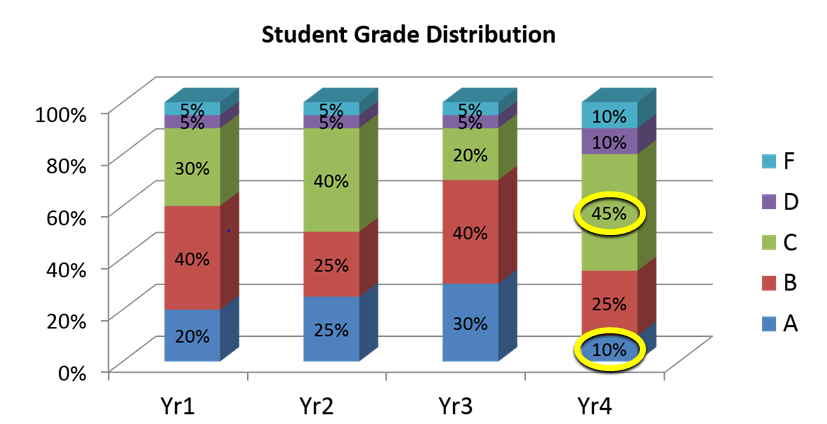 Student Grade Distribution
100%
80%
60%
40%
20%
0%
5% 5% 5% 10%
5% 5% 5% 10%
30% 40% 20% 45%
40% 25% 40% 25%
20% 25% 30% 10%
Yr1 Yr2 Yr3 Yr4
F
D
C
B
A